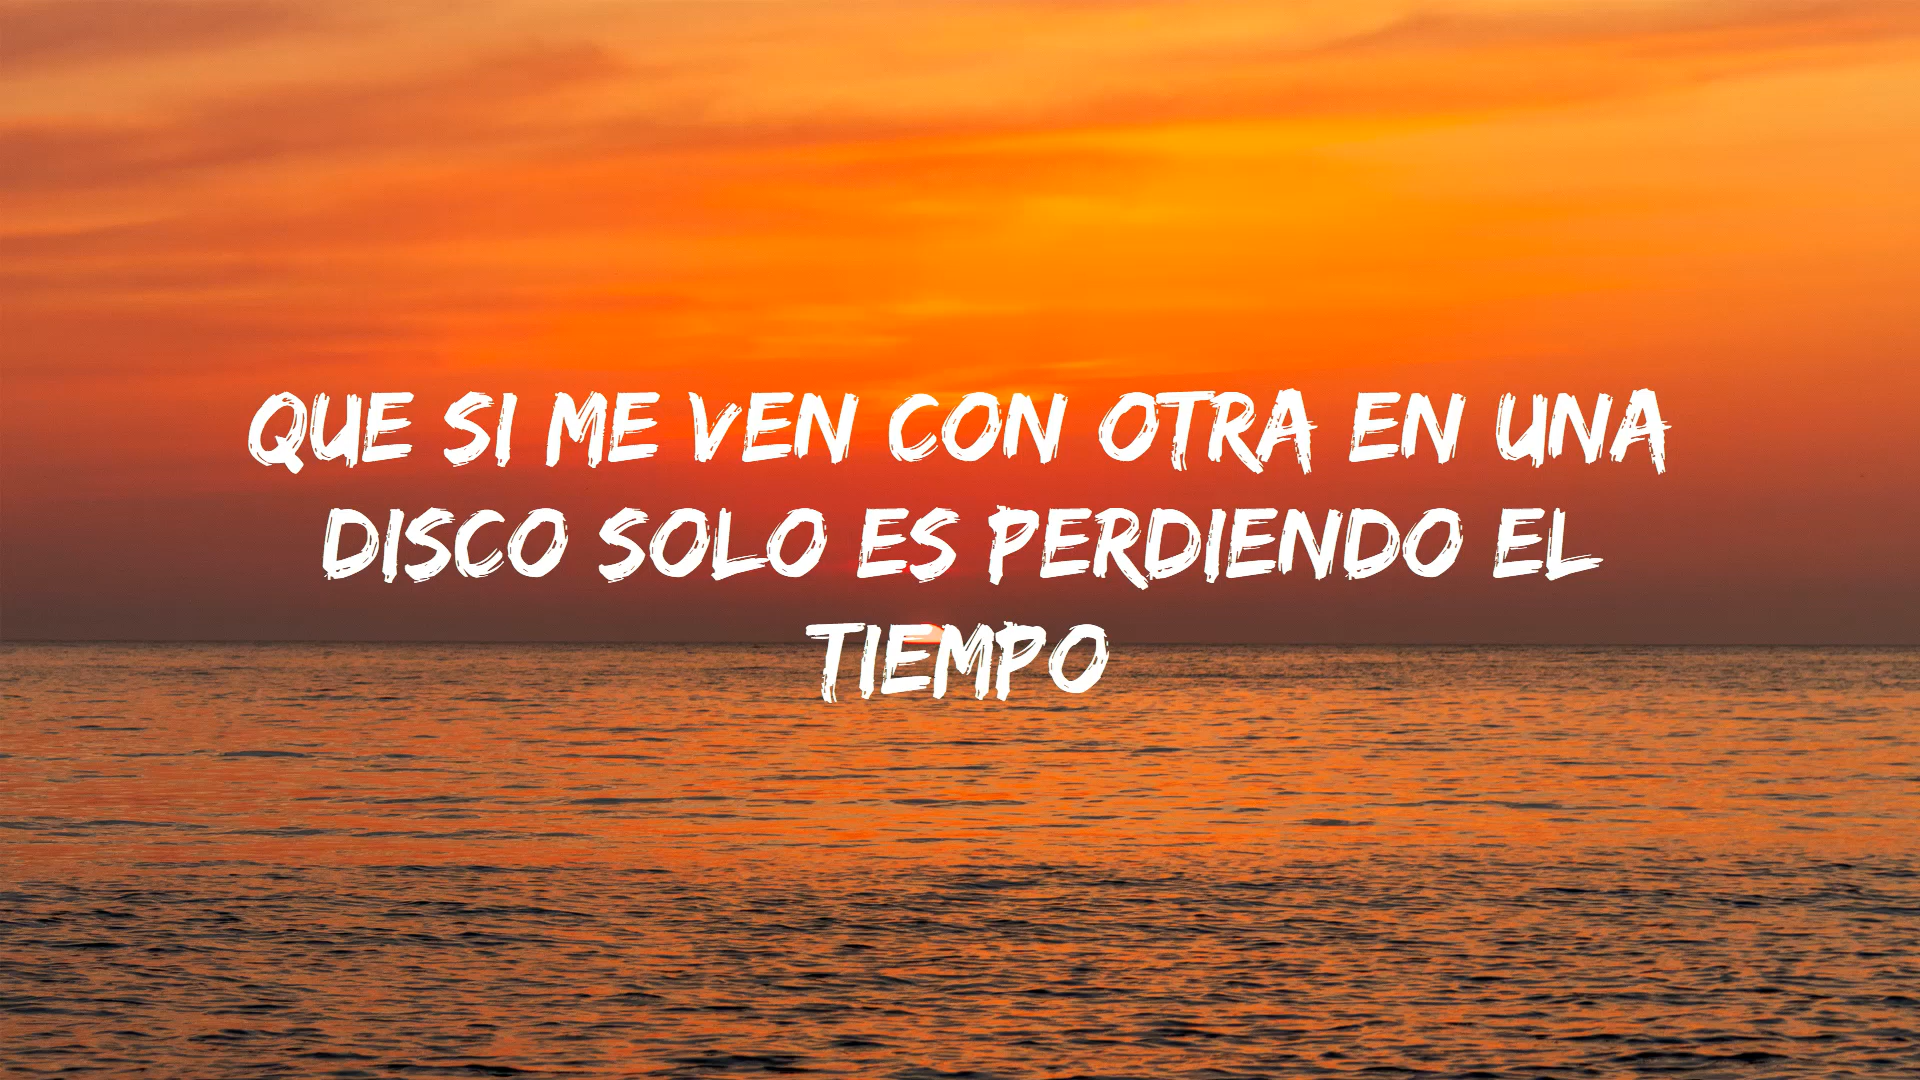 QUE SI ME VEN CON OTRA EN UNA
DISCO SOLO ES PERDIENDO EL
TIEMPO